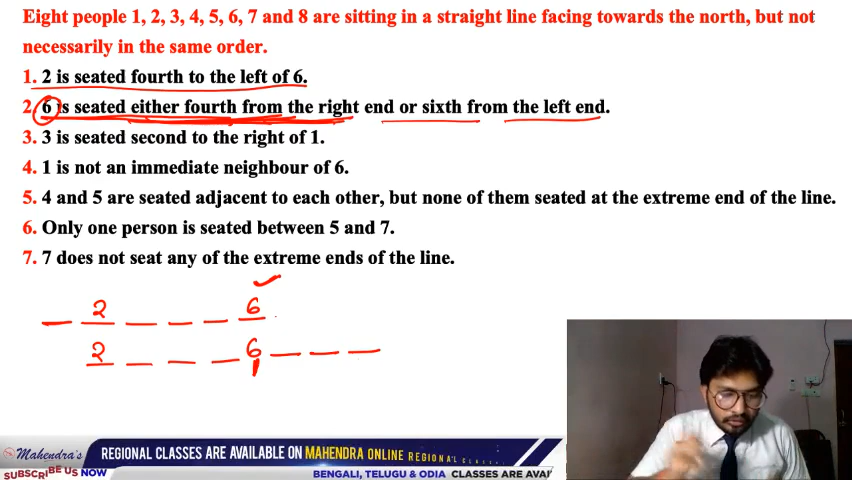 Eight people 1, 2, 3, 4, 5, 6, 7 and 8 are sitting in a straight line facing towards the north, but not
necessarily in the same order.
1. 2 is seated fourth to the left of 6.
2. 6 is seated either fourth from the right end or sixth from the left end.
3. 3 is seated second to the right of 1.
4. 1 is not an immediate neighbour of 6.
5. 4 and 5 are seated adjacent to each other, but none of them seated at the extreme end of the line.
6. Only one person is seated between 5 and 7.
7. 7 does not seat any of the extreme ends of the line.
2 6
2 6
Mahendra's
REGIONAL CLASSES ARE AVAILABLE ON MAHENDRA ONLINE REGIONAL
SUBSCRIBE US NOW
BENGALI, TELUGU & ODIA CLASSES ARE AVAI